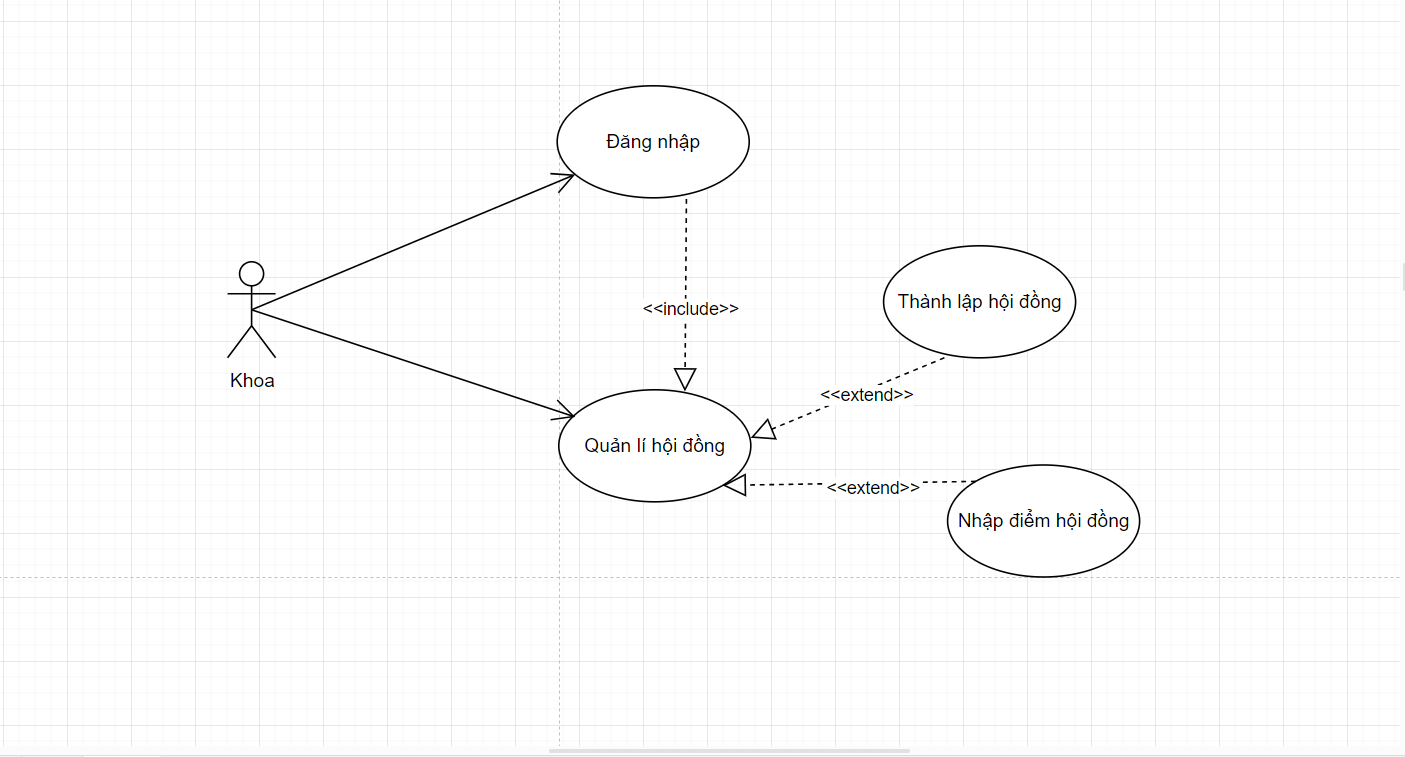 Đăng nhập
Thành lập hội đồng
<<include>>
Khoa
<<extend>>
Quản lí hội đồng
<<extend>>
Nhập điểm hội đồng